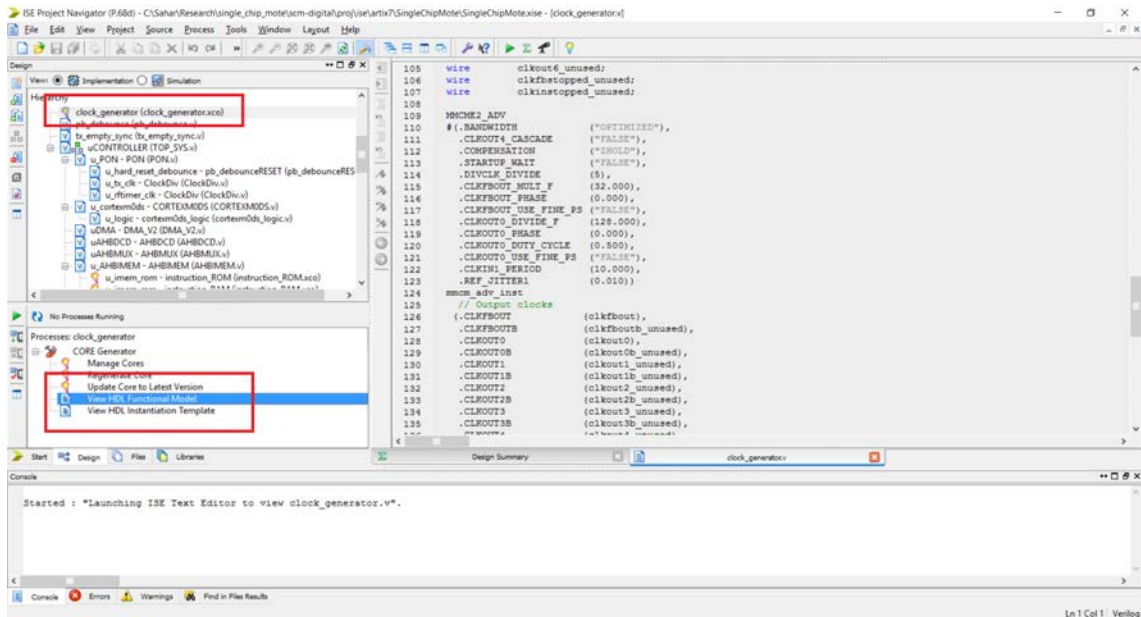 ISE Project Navigator (P.68d) - C:\Sahar\Research\single_chip_mote\scm-digital\proj\ise\artix7\SingleChipMote\SingleChipMote.xise - [clock_generator.v]
File Edit View Project Source Process Tools Window Layout Help
Design
View: Implementation Simulation
Hierarchy
clock_generator (clock_generator.xco)
pb_debounce (pb_debounce.v)
tx_empty_sync (tx_empty_sync.v)
uCONTROLLER (TOP_SYS.v)
u_PON - PON (PON.v)
u_hard_reset_debounce - pb_debounceRESET (pb_debounceRES
u_tx_clk - ClockDiv (ClockDiv.v)
u_rftimer_clk - ClockDiv (ClockDiv.v)
u_cortexm0ds - CORTEXM0DS (CORTEXM0DS.v)
u_logic - cortexm0ds_logic (cortexm0ds_logic.v)
uDMA - DMA_V2 (DMA_V2.v)
uAHBDCD - AHBDCD (AHBDCD.v)
uAHBMUX - AHBMUX (AHBMUX.v)
u_AHBIMEM - AHBIMEM (AHBIMEM.v)
u_imem_rom - instruction_ROM (instruction_ROM.xco)
No Processes Running
Processes: clock_generator
CORE Generator
Manage Cores
Regenerate Core
Update Core to Latest Version
View HDL Functional Model
View HDL Instantiation Template
Start Design Files Libraries
105 wire clkout6_unused;
106 wire clkfbstopped_unused;
107 wire clkinstopped_unused;
108
109 MMCME2_ADV
110 #(.BANDWIDTH ("OPTIMIZED"),
111 .CLKOUT4_CASCADE ("FALSE"),
112 .COMPENSATION ("ZHOLD"),
113 .STARTUP_WAIT ("FALSE"),
114 .DIVCLK_DIVIDE (5),
115 .CLKFBOUT_MULT_F (32.000),
116 .CLKFBOUT_PHASE (0.000),
117 .CLKFBOUT_USE_FINE_PS ("FALSE"),
118 .CLKOUT0_DIVIDE_F (128.000),
119 .CLKOUT0_PHASE (0.000),
120 .CLKOUT0_DUTY_CYCLE (0.500),
121 .CLKOUT0_USE_FINE_PS ("FALSE"),
122 .CLKIN1_PERIOD (10.000),
123 .REF_JITTER1 (0.010))
124 mmcm_adv_inst
125 // Output clocks
126 (.CLKFBOUT (clkfbout),
127 .CLKFBOUTB (clkfboutb_unused),
128 .CLKOUT0 (clkout0),
129 .CLKOUT0B (clkout0b_unused),
130 .CLKOUT1 (clkout1_unused),
131 .CLKOUT1B (clkout1b_unused),
132 .CLKOUT2 (clkout2_unused),
133 .CLKOUT2B (clkout2b_unused),
134 .CLKOUT3 (clkout3_unused),
135 .CLKOUT3B (clkout3b_unused),
Design Summary clock_generator.v
Console
Started : "Launching ISE Text Editor to view clock_generator.v".
Console Errors Warnings Find in Files Results
Ln 1 Col 1 Verilog